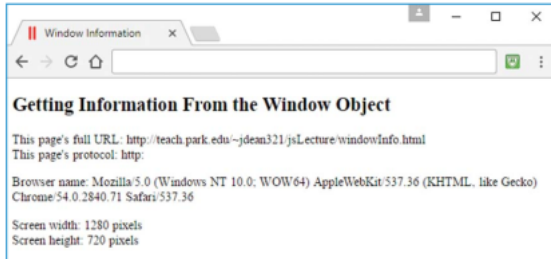 Window Information
Getting Information From the Window Object
This page's full URL: http://teach.park.edu/~jdean321/jsLecture/windowInfo.html
This page's protocol: http:
Browser name: Mozilla/5.0 (Windows NT 10.0; WOW64) AppleWebKit/537.36 (KHTML, like Gecko)
Chrome/54.0.2840.71 Safari/537.36
Screen width: 1280 pixels
Screen height: 720 pixels